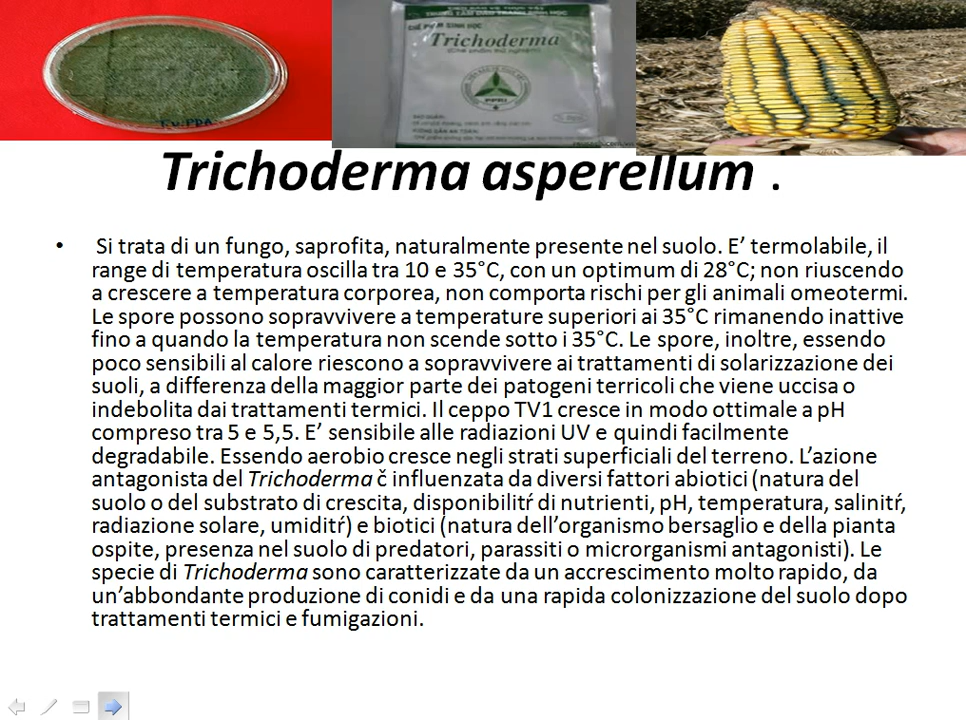 Tv. PDA
CHẾ PHẨM SINH HỌC
Trichoderma
PPRI
Trichoderma asperellum .
• Si trata di un fungo, saprofita, naturalmente presente nel suolo. E’ termolabile, il
range di temperatura oscilla tra 10 e 35°C, con un optimum di 28°C; non riuscendo
a crescere a temperatura corporea, non comporta rischi per gli animali omeotermi.
Le spore possono sopravvivere a temperature superiori ai 35°C rimanendo inattive
fino a quando la temperatura non scende sotto i 35°C. Le spore, inoltre, essendo
poco sensibili al calore riescono a sopravvivere ai trattamenti di solarizzazione dei
suoli, a differenza della maggior parte dei patogeni terricoli che viene uccisa o
indebolita dai trattamenti termici. Il ceppo TV1 cresce in modo ottimale a pH
compreso tra 5 e 5,5. E’ sensibile alle radiazioni UV e quindi facilmente
degradabile. Essendo aerobio cresce negli strati superficiali del terreno. L’azione
antagonista del Trichoderma č influenzata da diversi fattori abiotici (natura del
suolo o del substrato di crescita, disponibilitŕ di nutrienti, pH, temperatura, salinitŕ,
radiazione solare, umiditŕ) e biotici (natura dell’organismo bersaglio e della pianta
ospite, presenza nel suolo di predatori, parassiti o microrganismi antagonisti). Le
specie di Trichoderma sono caratterizzate da un accrescimento molto rapido, da
un’abbondante produzione di conidi e da una rapida colonizzazione del suolo dopo
trattamenti termici e fumigazioni.